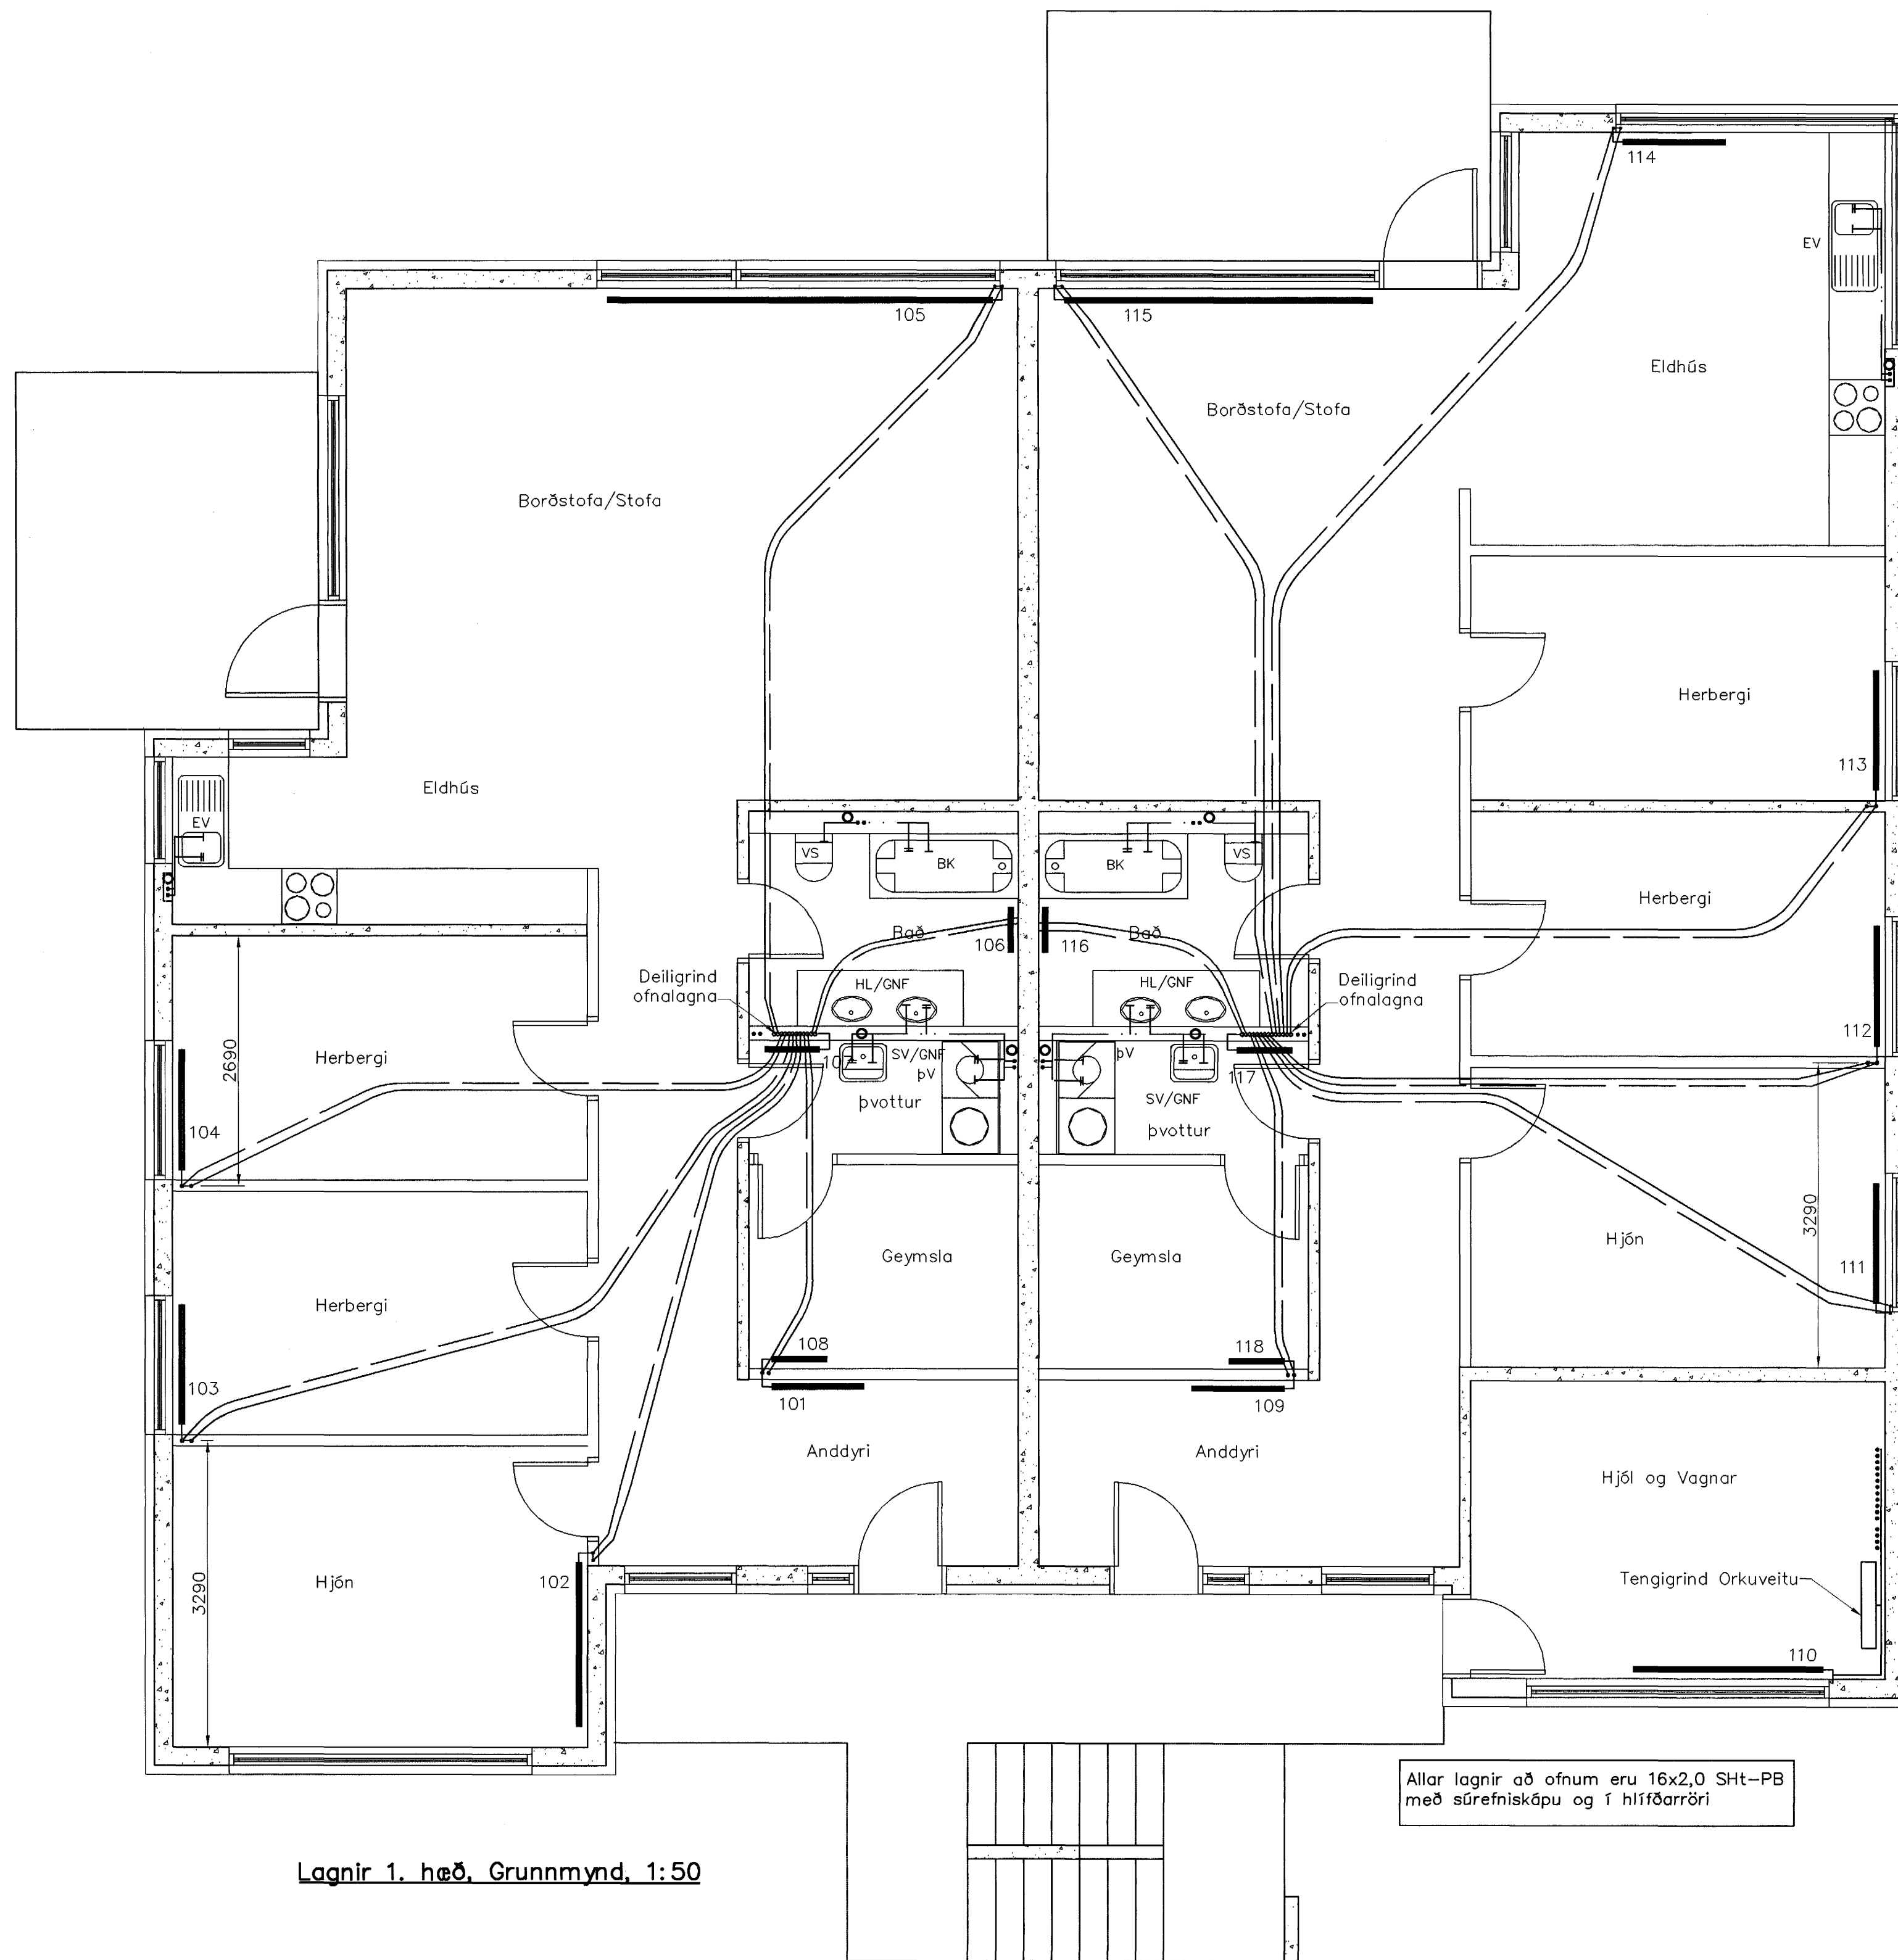 114
EV
105
115
Eldhús
Borðstofa/Stofa
Borðstofa/Stofa
Herbergi
113
Eldhús
EV
VS
BK
BK
VS
Herbergi
Bað
106
116
Bað
Deiligrind
ofnalagna
HL/GNF
HL/GNF
Deiligrind
ofnalagna
112
2690
Herbergi
SV/GNF
þV
þV
117
þvottur
SV/GNF
þvottur
104
3290
Hjón
Geymsla
Geymsla
111
Herbergi
108
118
103
101
109
Anddyri
Anddyri
Hjól og Vagnar
3290
Hjón
102
Tengigrind Orkuveitu
110
Allar lagnir að ofnum eru 16x2,0 SHt-PB
með súrefniskápu og í hlífðarröri
Lagnir 1. hæð, Grunnmynd, 1:50